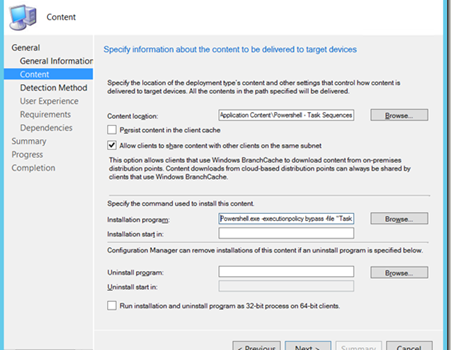 Content
General
General Information
Content
Detection Method
User Experience
Requirements
Dependencies
Summary
Progress
Completion
Specify information about the content to be delivered to target devices
Specify the location of the deployment type's content and other settings that control how content is
delivered to target devices. All the contents in the path specified will be delivered.
Content location:
Application Content\Powershell - Task Sequences
Browse...
Persist content in the client cache
Allow clients to share content with other clients on the same subnet
This option allows clients that use Windows BranchCache to download content from on-premises
distribution points. Content downloads from cloud-based distribution points can always be shared by
clients that use Windows BranchCache.
Specify the command used to install this content.
Installation program:
Powershell.exe -executionpolicy bypass -file "Task
Browse...
Installation start in:
Configuration Manager can remove installations of this content if an uninstall program is specified below.
Uninstall program:
Browse...
Uninstall start in:
Run installation and uninstall program as 32-bit process on 64-bit clients.
< Previous
Next >
Summary
Cancel